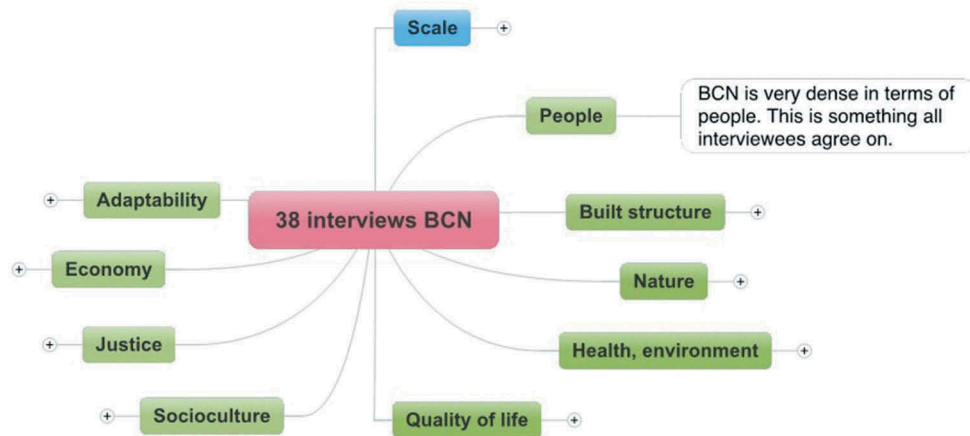 Scale
People
BCN is very dense in terms of
people. This is something all
interviewees agree on.
Adaptability
38 interviews BCN
Built structure
Economy
Nature
Justice
Health, environment
Socioculture
Quality of life